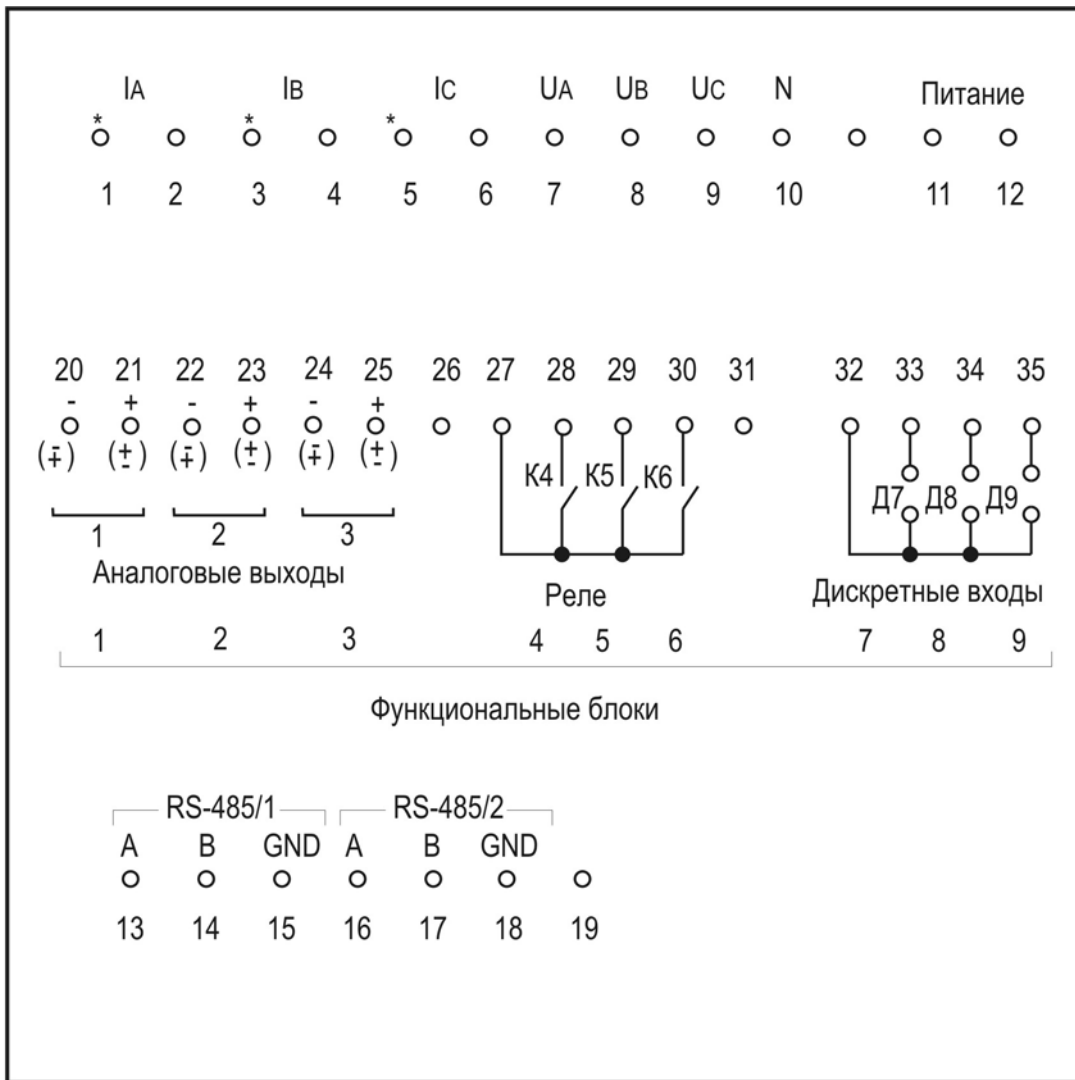 IA IB IC UA UB UC N Питание
* * *
1 2 3 4 5 6 7 8 9 10 11 12
20 21 22 23 24 25 26 27 28 29 30 31 32 33 34 35
- + - + - +
(∓) (±) (∓) (±) (∓) (±)
К4 К5 К6 Д7 Д8 Д9
1 2 3
Аналоговые выходы
Реле Дискретные входы
1 2 3 4 5 6 7 8 9
Функциональные блоки
RS-485/1 RS-485/2
A B GND A B GND
13 14 15 16 17 18 19